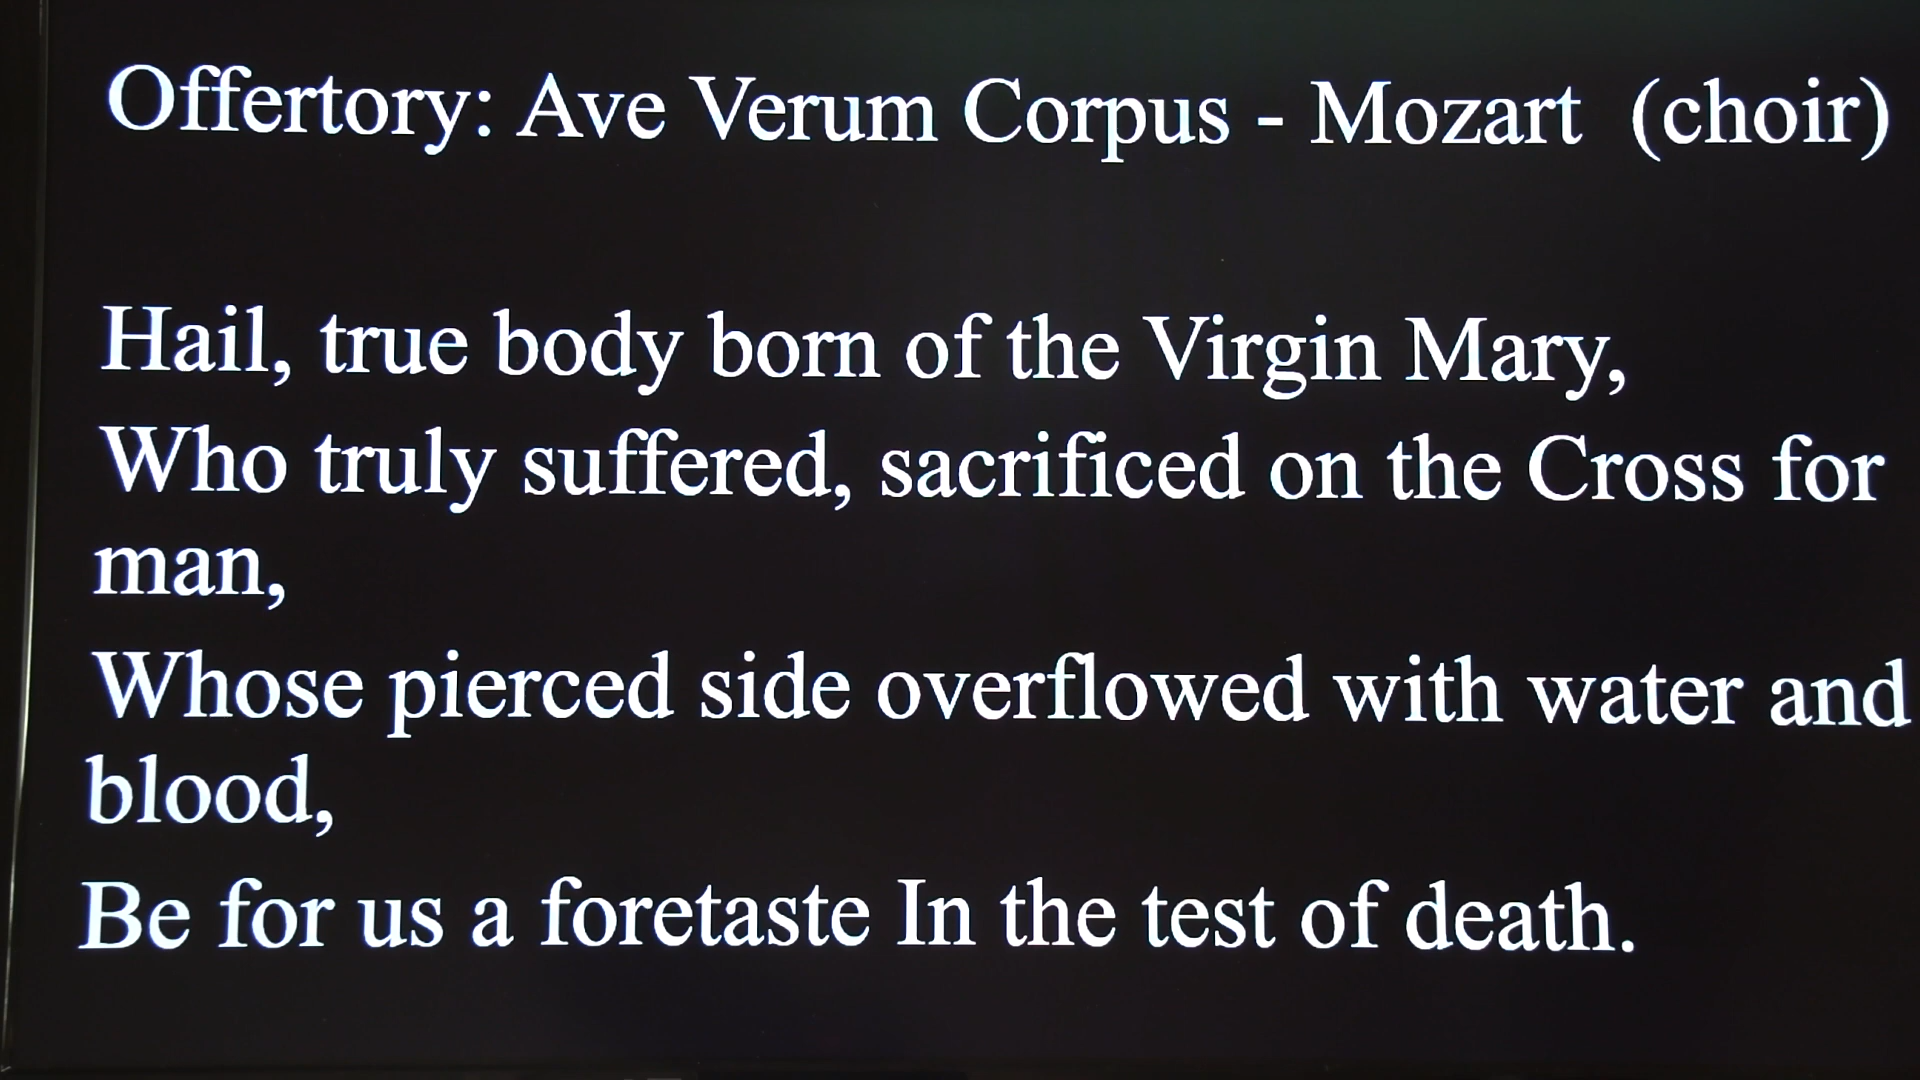 Offertory: Ave Verum Corpus - Mozart (choir)
Hail, true body born of the Virgin Mary,
Who truly suffered, sacrificed on the Cross for
man,
Whose pierced side overflowed with water and
blood,
Be for us a foretaste In the test of death.